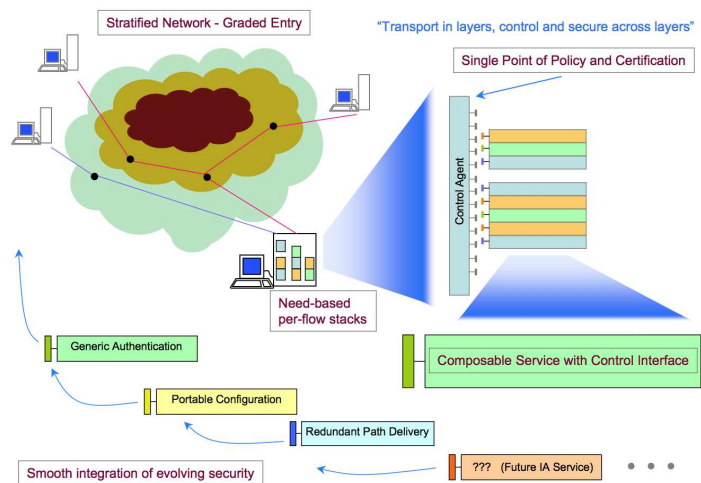 Stratified Network - Graded Entry
“Transport in layers, control and secure across layers”
Single Point of Policy and Certification
Control Agent
Need-based
per-flow stacks
Generic Authentication
Composable Service with Control Interface
Portable Configuration
Redundant Path Delivery
??? (Future IA Service)
Smooth integration of evolving security